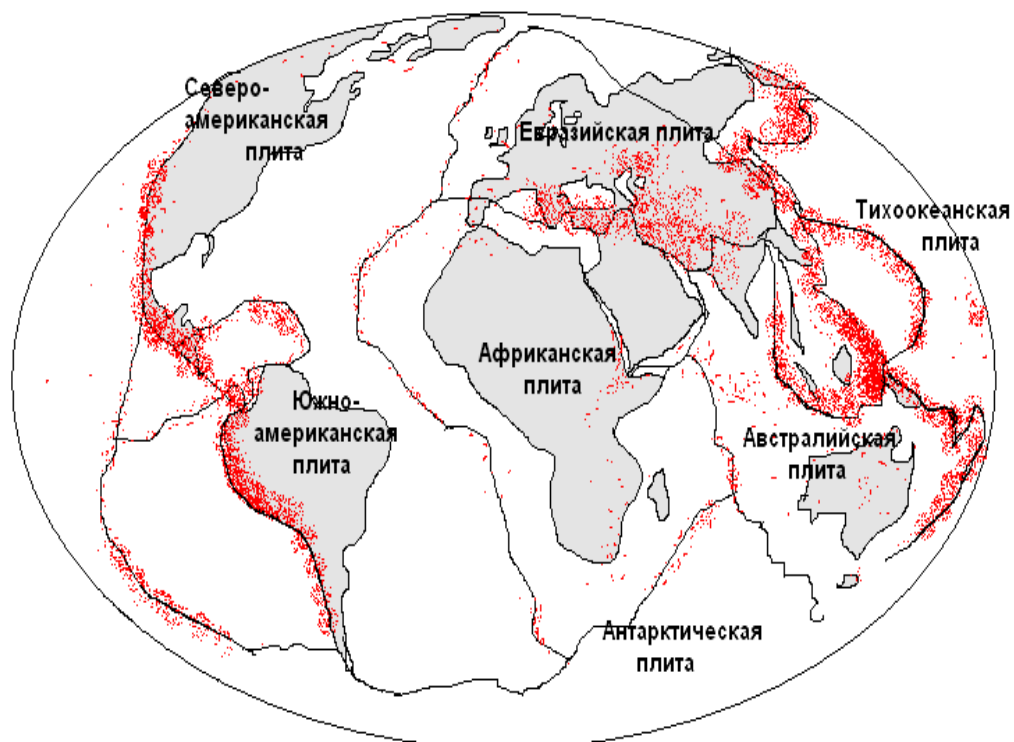 Северо-
американская
плита
Евразийская плита
Тихоокеанская
плита
Африканская
плита
Южно-
американская
плита
Австралийская
плита
Антарктическая
плита